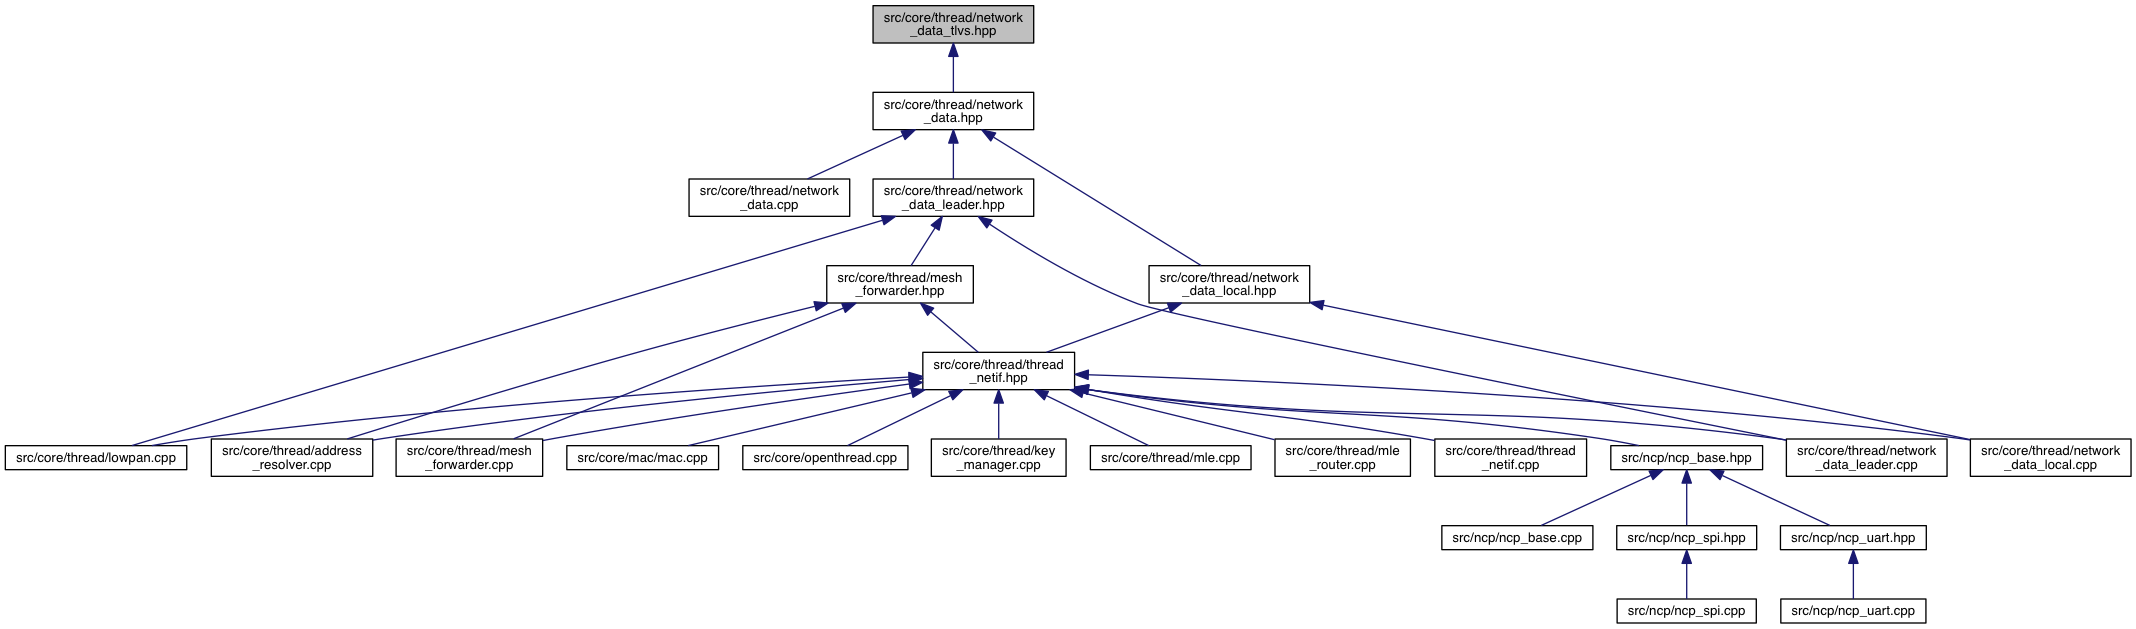 src/core/thread/network
_data_tlvs.hpp
src/core/thread/network
_data.hpp
src/core/thread/network
_data.cpp
src/core/thread/network
_data_leader.hpp
src/core/thread/mesh
_forwarder.hpp
src/core/thread/network
_data_local.hpp
src/core/thread/thread
_netif.hpp
src/core/thread/lowpan.cpp
src/core/thread/address
_resolver.cpp
src/core/thread/mesh
_forwarder.cpp
src/core/mac/mac.cpp
src/core/openthread.cpp
src/core/thread/key
_manager.cpp
src/core/thread/mle.cpp
src/core/thread/mle
_router.cpp
src/core/thread/thread
_netif.cpp
src/ncp/ncp_base.hpp
src/core/thread/network
_data_leader.cpp
src/core/thread/network
_data_local.cpp
src/ncp/ncp_base.cpp
src/ncp/ncp_spi.hpp
src/ncp/ncp_uart.hpp
src/ncp/ncp_spi.cpp
src/ncp/ncp_uart.cpp